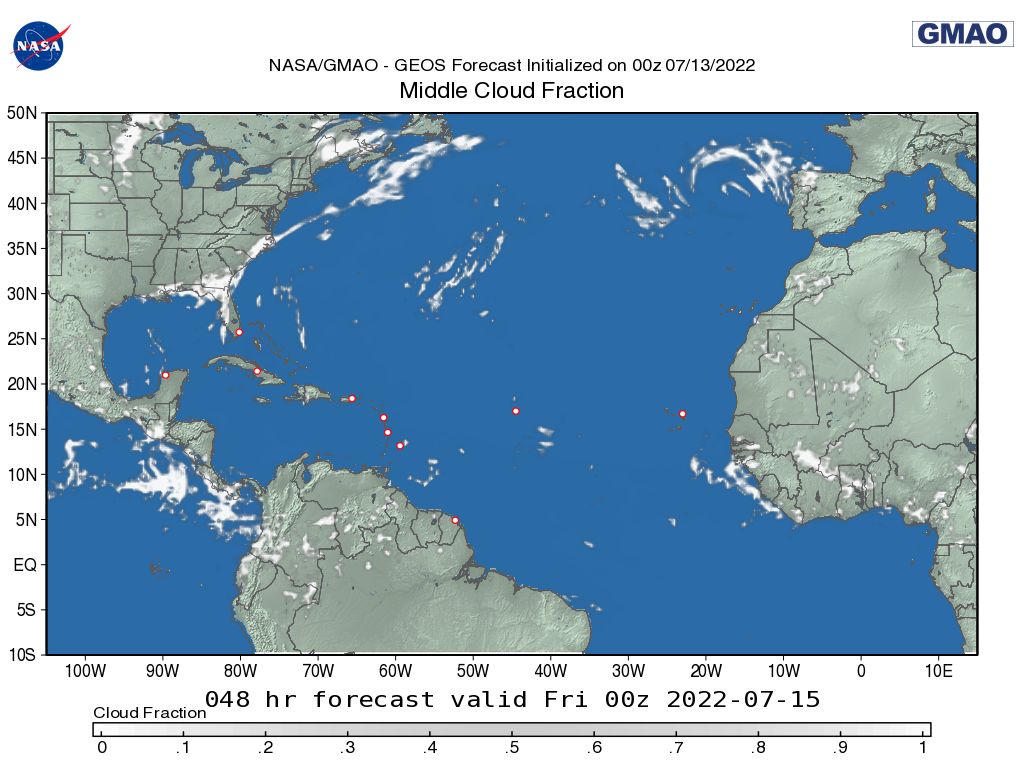 NASA
GMAO
NASA/GMAO - GEOS Forecast Initialized on 00z 07/13/2022
Middle Cloud Fraction
50N
45N
40N
35N
30N
25N
20N
15N
10N
5N
EQ
5S
10S
100W 90W 80W 70W 60W 50W 40W 30W 20W 10W 0 10E
048 hr forecast valid Fri 00z 2022-07-15
Cloud Fraction
0 .1 .2 .3 .4 .5 .6 .7 .8 .9 1